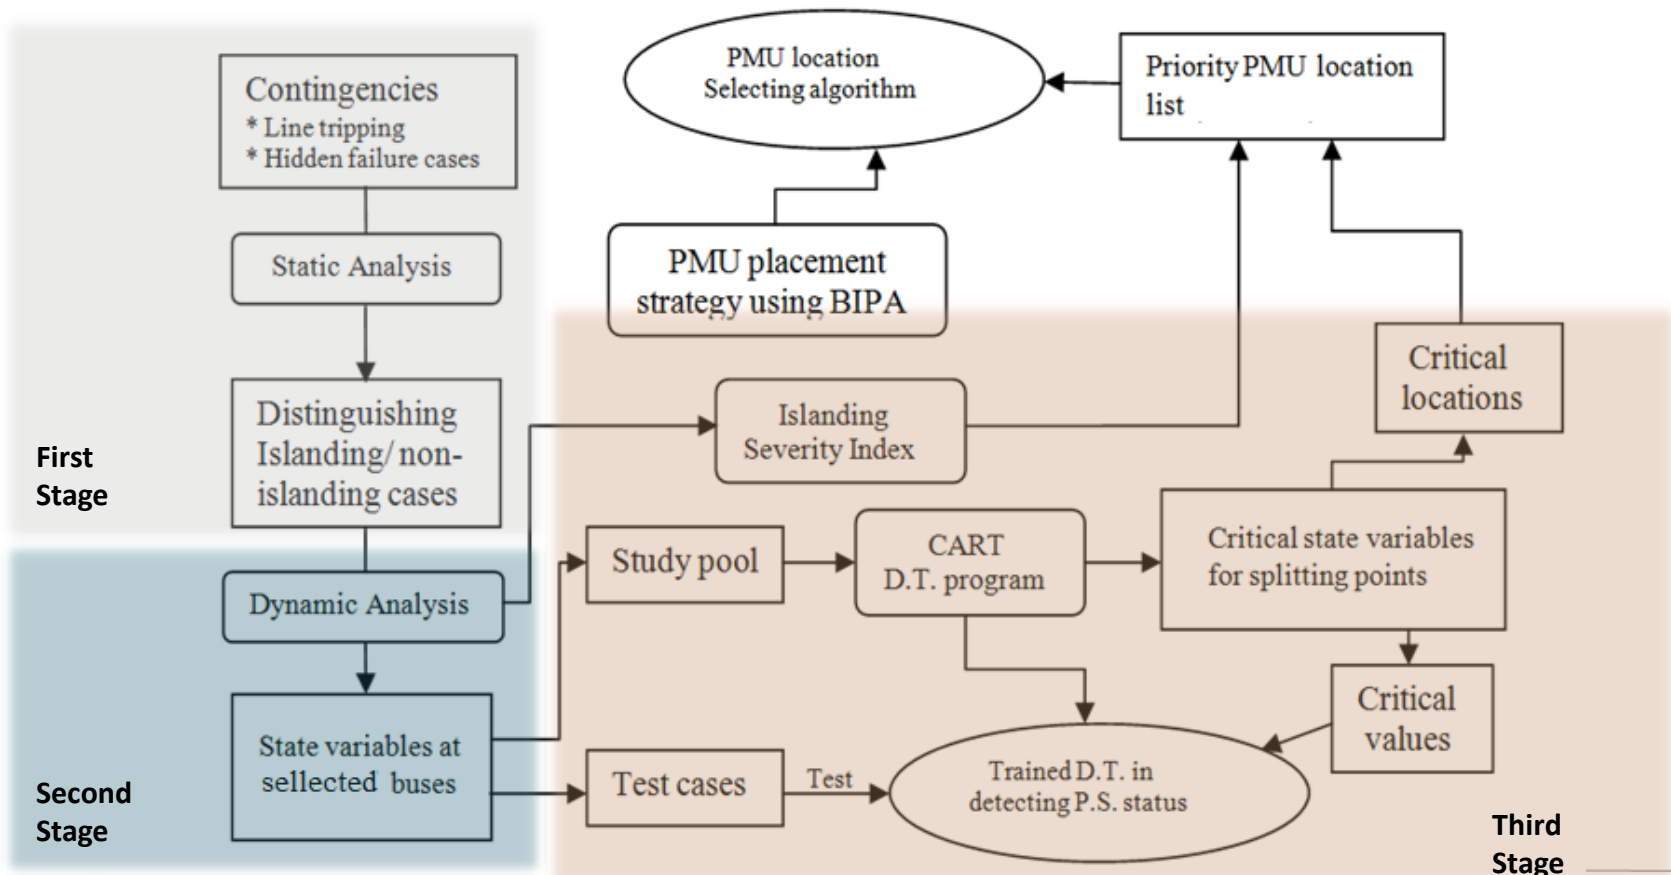 Contingencies
* Line tripping
* Hidden failure cases
Static Analysis
Distinguishing
Islanding/ non-
islanding cases
First
Stage
Dynamic Analysis
State variables at
sellected buses
Second
Stage
PMU location
Selecting algorithm
Priority PMU location
list
PMU placement
strategy using BIPA
Islanding
Severity Index
Critical
locations
Study pool
CART
D.T. program
Critical state variables
for splitting points
Critical
values
Test cases
Test
Trained D.T. in
detecting P.S. status
Third
Stage